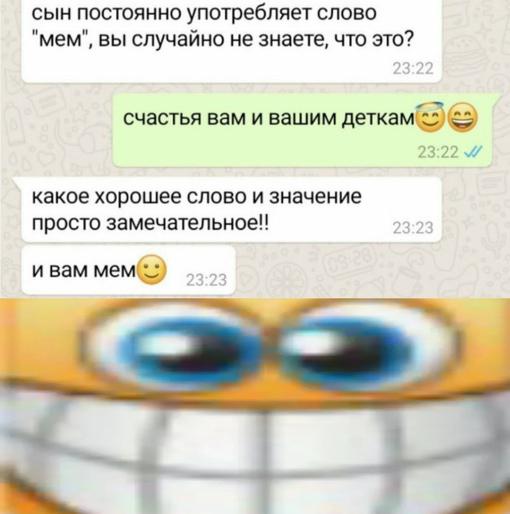 сын постоянно употребляет слово
"мем", вы случайно не знаете, что это?
23:22
счастья вам и вашим деткам😇😄
23:22
какое хорошее слово и значение
просто замечательное!!
23:23
и вам мем🙂
23:23